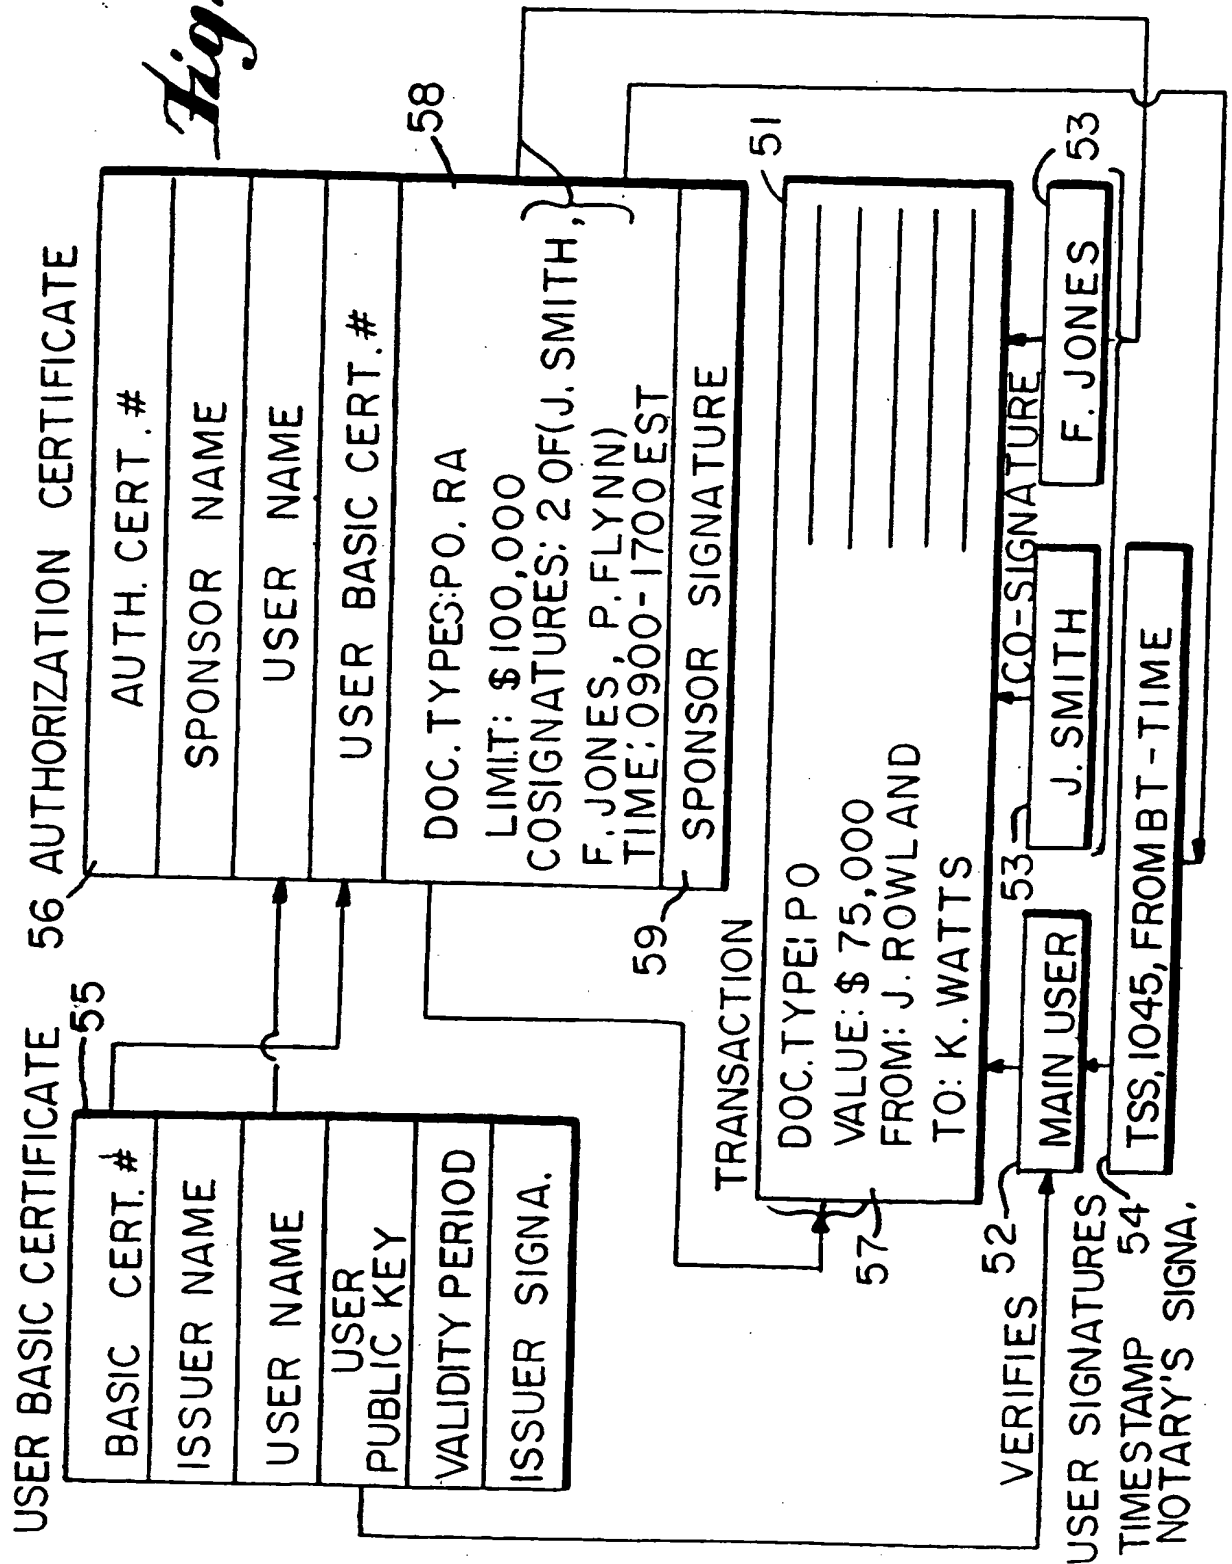 Fig.
USER BASIC CERTIFICATE
55
BASIC CERT.#
ISSUER NAME
USER NAME
USER
PUBLIC KEY
VALIDITY PERIOD
ISSUER SIGNA.
56 AUTHORIZATION CERTIFICATE
AUTH. CERT.#
SPONSOR NAME
USER NAME
USER BASIC CERT.#
58
DOC. TYPES:PO. RA
LIMIT: $100,000
COSIGNATURES: 2 OF(J. SMITH,
F. JONES, P. FLYNN)
TIME: 0900-1700 EST
59
SPONSOR SIGNATURE
TRANSACTION
51
DOC.TYPE: PO
VALUE: $ 75,000
FROM: J. ROWLAND
TO: K. WATTS
57
VERIFIES
52
CO-SIGNATURE
53
53
USER SIGNATURES
MAIN USER
J. SMITH
F. JONES
TIMESTAMP
NOTARY'S SIGNA.
54
TSS, 1045, FROM BT-TIME